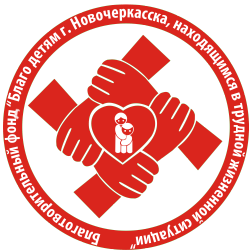 Благотворительный фонд "Благо детям г. Новочеркасска, находящимся в трудной жизненной ситуации"